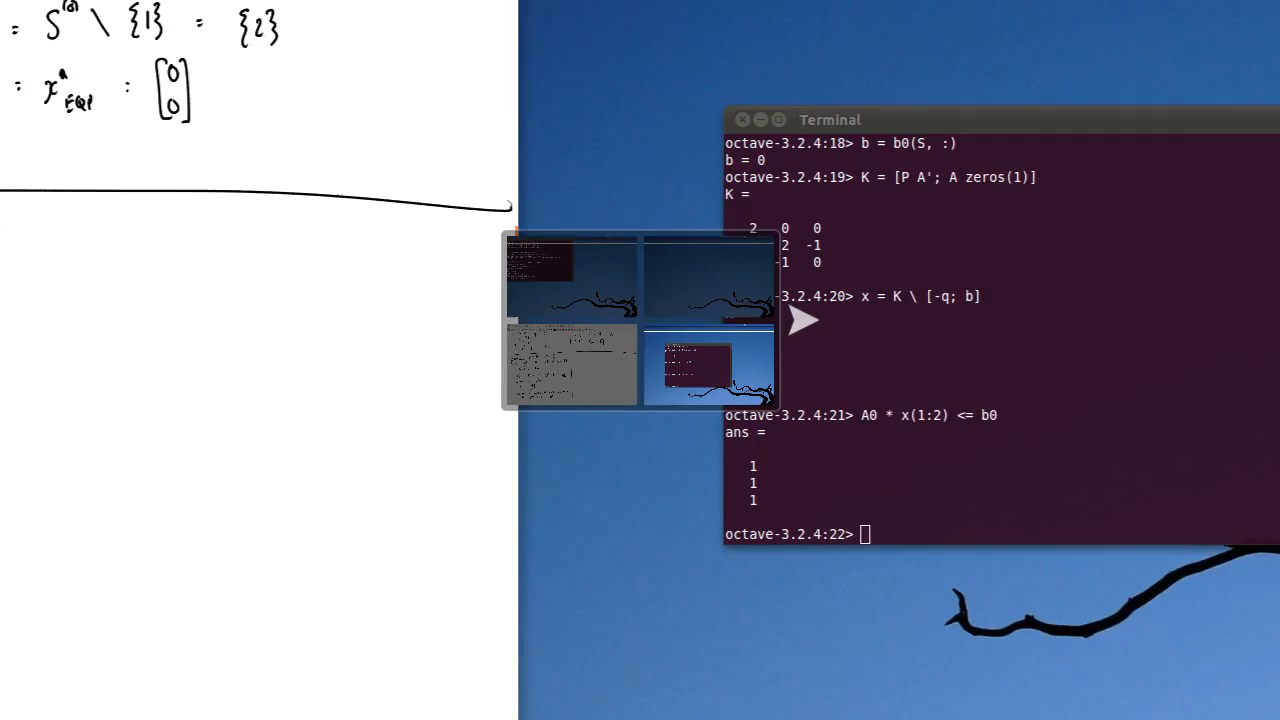 = S \ {1} = {2}
= x* EQP = [0 0]
Terminal
octave-3.2.4:18> b = b0(S, :)
b = 0
octave-3.2.4:19> K = [P A'; A zeros(1)]
K =
2 0 0
2 -1
-1 0
-3.2.4:20> x = K \ [-q; b]
octave-3.2.4:21> A0 * x(1:2) <= b0
ans =
1
1
1
octave-3.2.4:22>